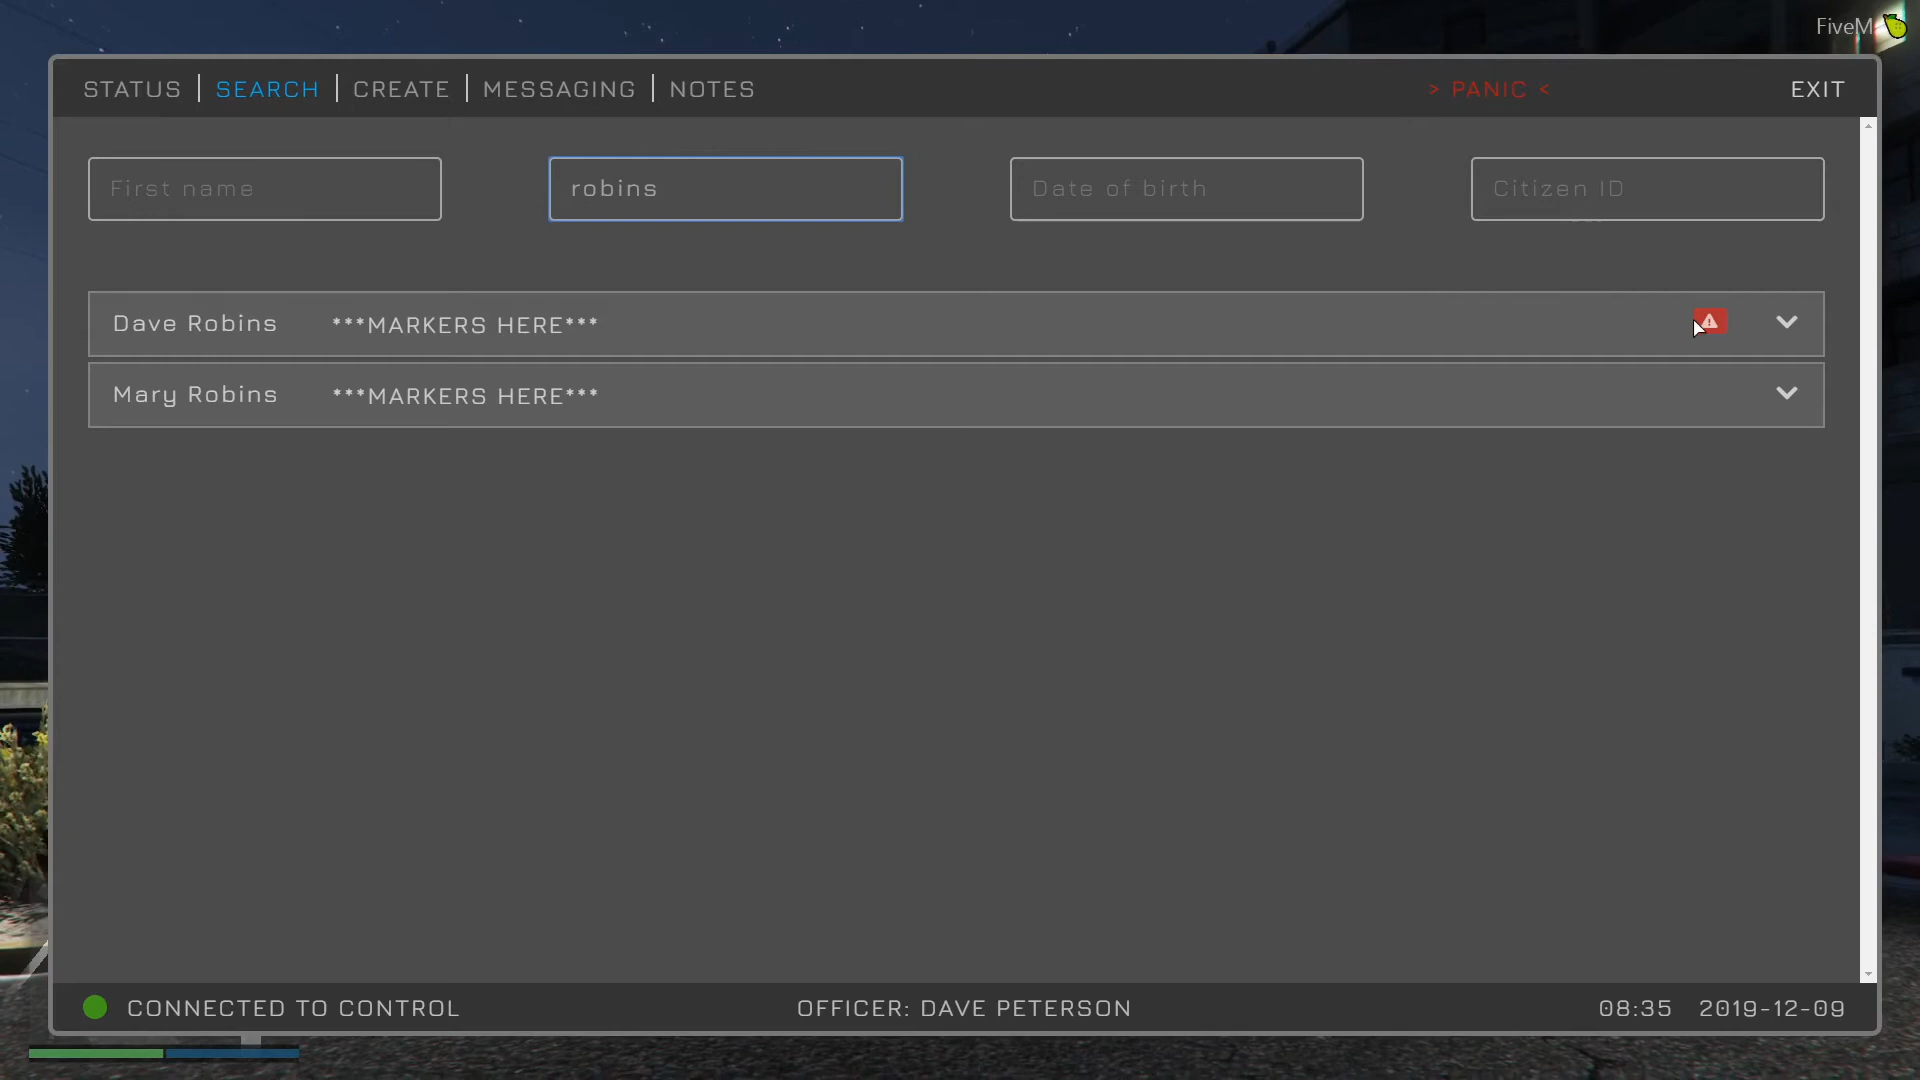 FiveM
STATUS | SEARCH | CREATE | MESSAGING | NOTES > PANIC < EXIT
First name robins Date of birth Citizen ID
Dave Robins ***MARKERS HERE***
Mary Robins ***MARKERS HERE***
CONNECTED TO CONTROL OFFICER: DAVE PETERSON 08:35 2019-12-09